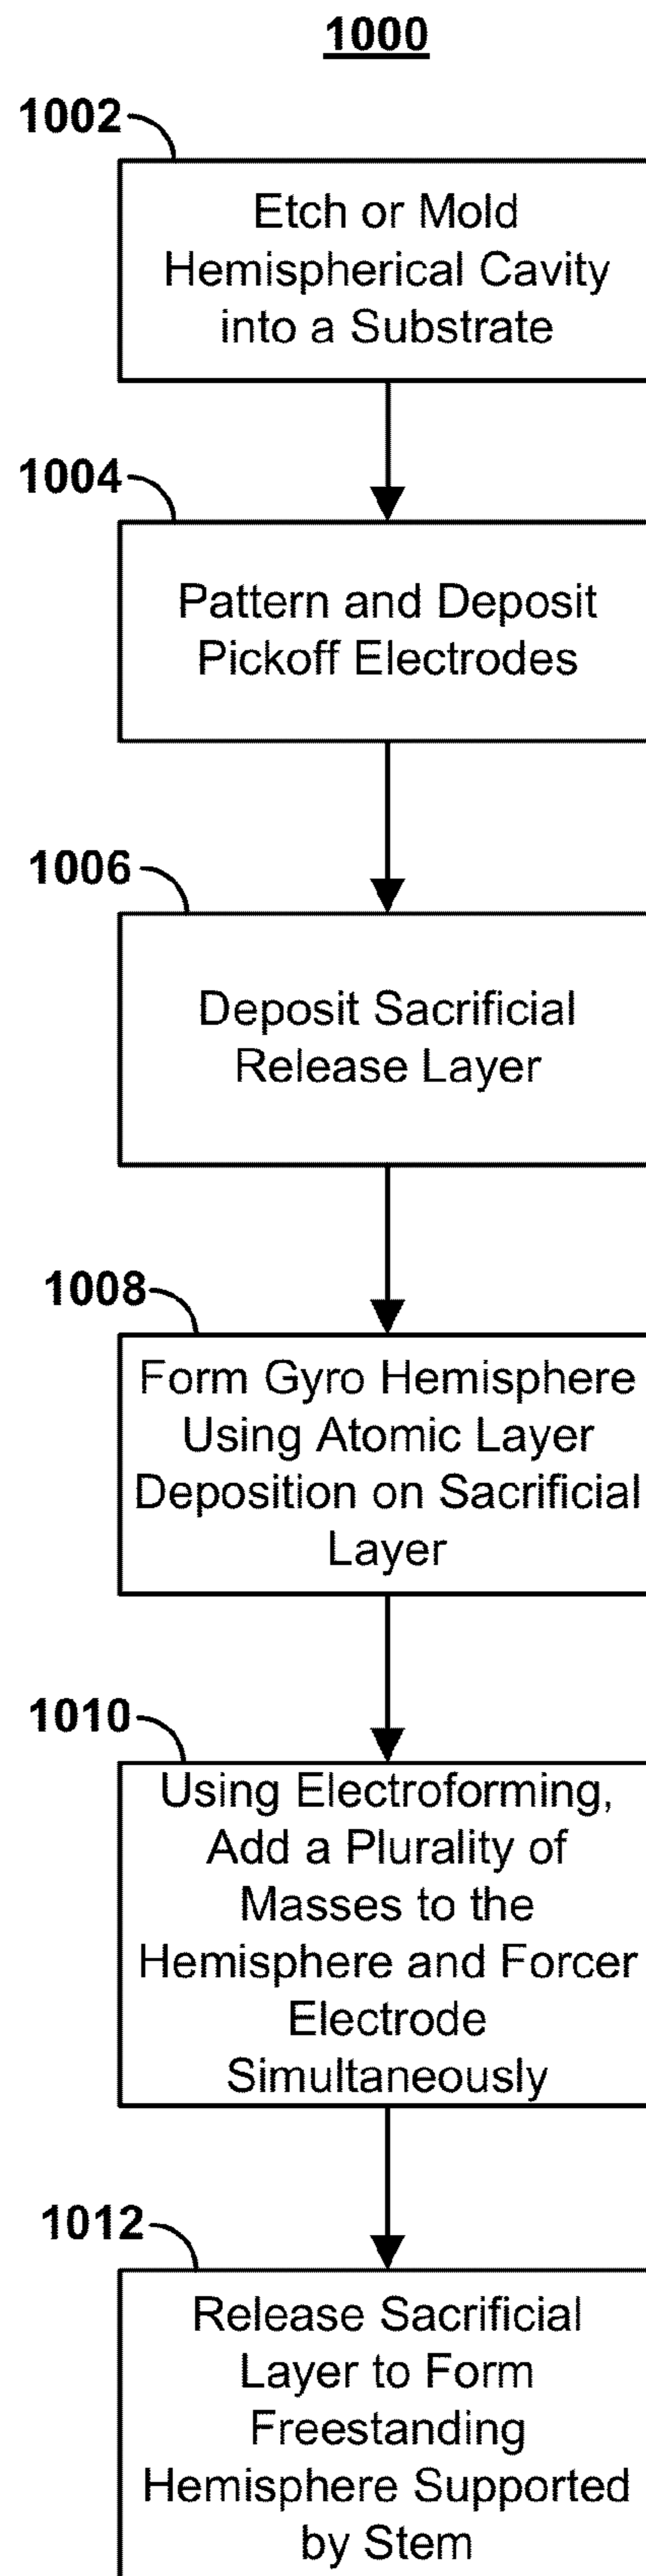 1000
1002
Etch or Mold
Hemispherical Cavity
into a Substrate
1004
Pattern and Deposit
Pickoff Electrodes
1006
Deposit Sacrificial
Release Layer
1008
Form Gyro Hemisphere
Using Atomic Layer
Deposition on Sacrificial
Layer
1010
Using Electroforming,
Add a Plurality of
Masses to the
Hemisphere and Forcer
Electrode
Simultaneously
1012
Release Sacrificial
Layer to Form
Freestanding
Hemisphere Supported
by Stem